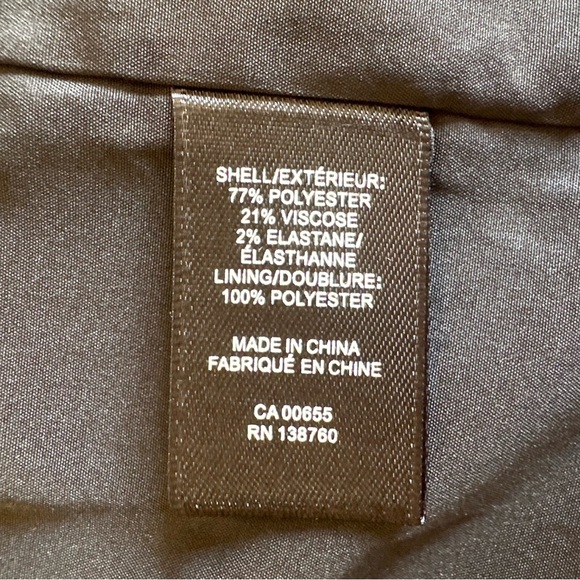 SHELL/EXTÉRIEUR:
77% POLYESTER
21% VISCOSE
2% ELASTANE/
ÉLASTHANNE
LINING/DOUBLURE:
100% POLYESTER
MADE IN CHINA
FABRIQUÉ EN CHINE
CA 00655
RN 138760